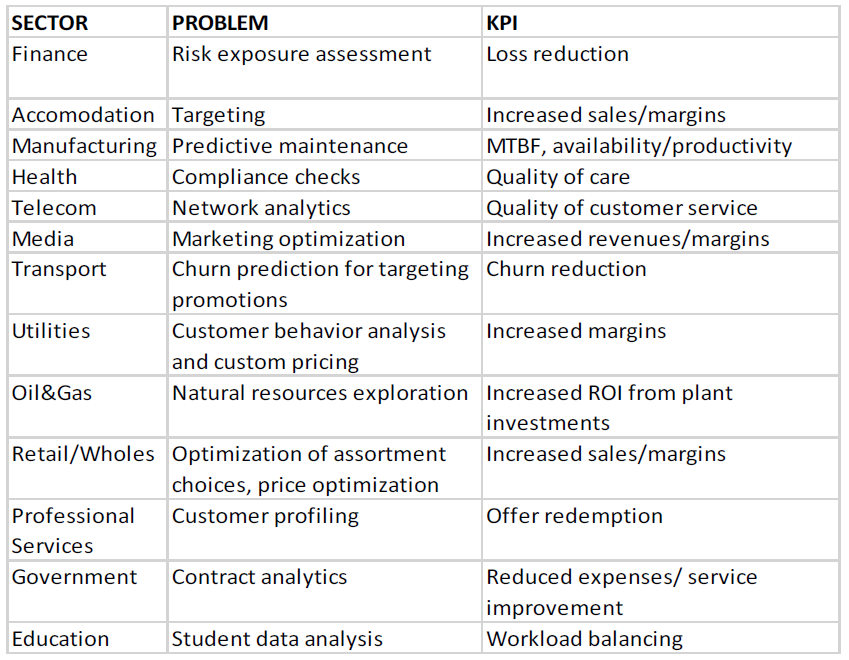 SECTOR PROBLEM KPI
Finance Risk exposure assessment Loss reduction
Accomodation Targeting Increased sales/margins
Manufacturing Predictive maintenance MTBF, availability/productivity
Health Compliance checks Quality of care
Telecom Network analytics Quality of customer service
Media Marketing optimization Increased revenues/margins
Transport Churn prediction for targeting Churn reduction
promotions
Utilities Customer behavior analysis Increased margins
and custom pricing
Oil&Gas Natural resources exploration Increased ROI from plant
investments
Retail/Wholes Optimization of assortment Increased sales/margins
choices, price optimization
Professional Customer profiling Offer redemption
Services
Government Contract analytics Reduced expenses/ service
improvement
Education Student data analysis Workload balancing